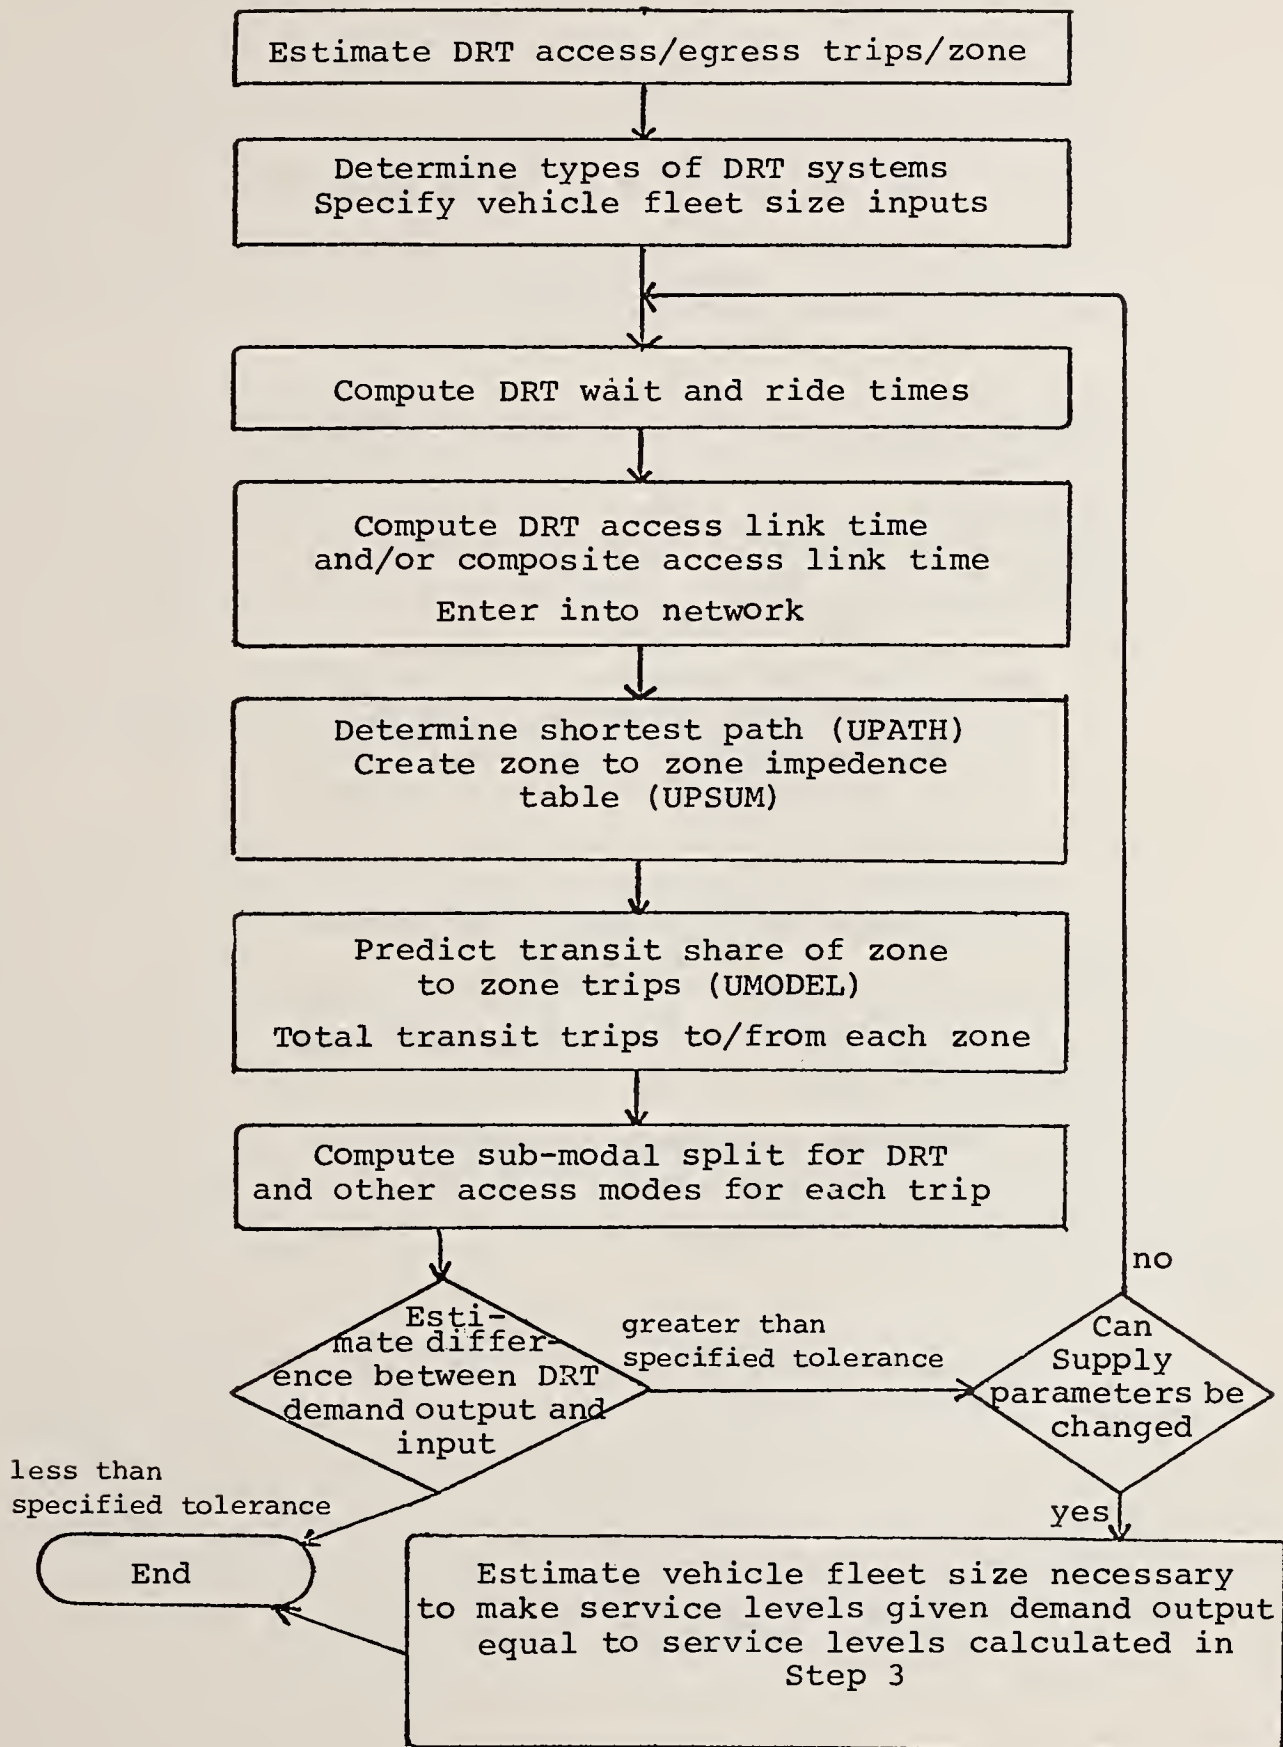 Estimate DRT access/egress trips/zone
Determine types of DRT systems
Specify vehicle fleet size inputs
Compute DRT wait and ride times
Compute DRT access link time
and/or composite access link time
Enter into network
Determine shortest path (UPATH)
Create zone to zone impedence
table (UPSUM)
Predict transit share of zone
to zone trips (UMODEL)
Total transit trips to/from each zone
Compute sub-modal split for DRT
and other access modes for each trip
Esti-
mate differ-
ence between DRT
demand output and
input
greater than
specified tolerance
no
Can
Supply
parameters be
changed
less than
specified tolerance
yes
End
Estimate vehicle fleet size necessary
to make service levels given demand output
equal to service levels calculated in
Step 3